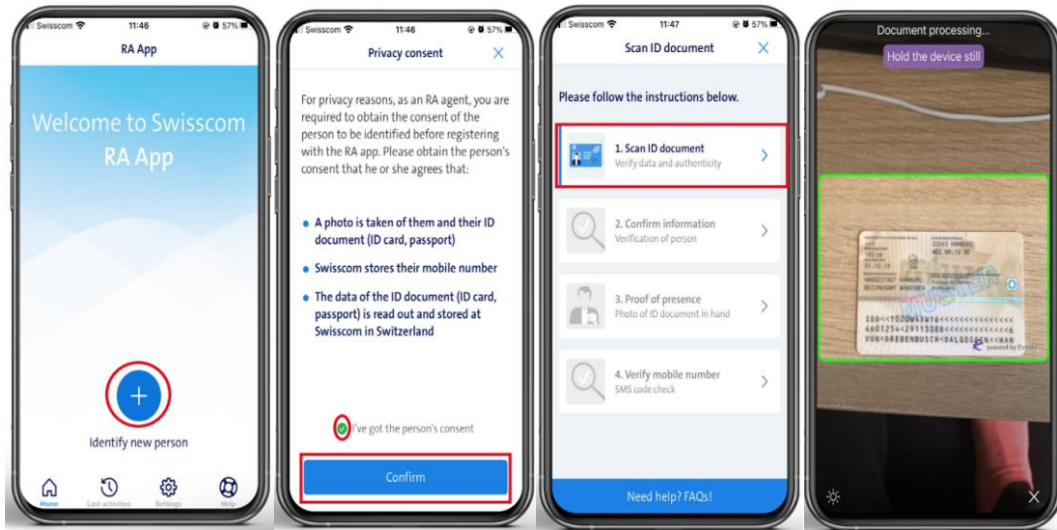 Swisscom
11:46
57%
RA App
Welcome to Swisscom
RA App
Identify new person
Home
Last activities
Settings
Help
Swisscom
11:46
57%
Privacy consent
For privacy reasons, as an RA agent, you are
required to obtain the consent of the
person to be identified before registering
with the RA app. Please obtain the person's
consent that he or she agrees that:
A photo is taken of them and their ID
document (ID card, passport)
Swisscom stores their mobile number
The data of the ID document (ID card,
passport) is read out and stored at
Swisscom in Switzerland
I've got the person's consent
Confirm
Swisscom
11:47
57%
Scan ID document
Please follow the instructions below.
1. Scan ID document
Verify data and authenticity
2. Confirm information
Verification of person
3. Proof of presence
Photo of ID document in hand
4. Verify mobile number
SMS code check
Need help? FAQs!
Document processing...
Hold the device still
HAMBURG
HANSESTADT HAMBURG
MUSTER
powered by